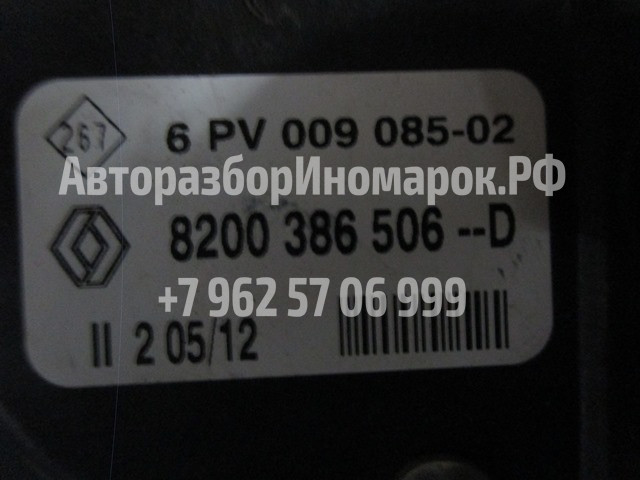 267
6 PV 009 085-02
АвторазборИномарок.РФ
8200 386 506 --D
+7 962 57 06 999
II 2 05/12